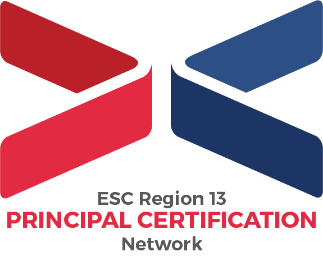 ESC Region 13
PRINCIPAL CERTIFICATION
Network